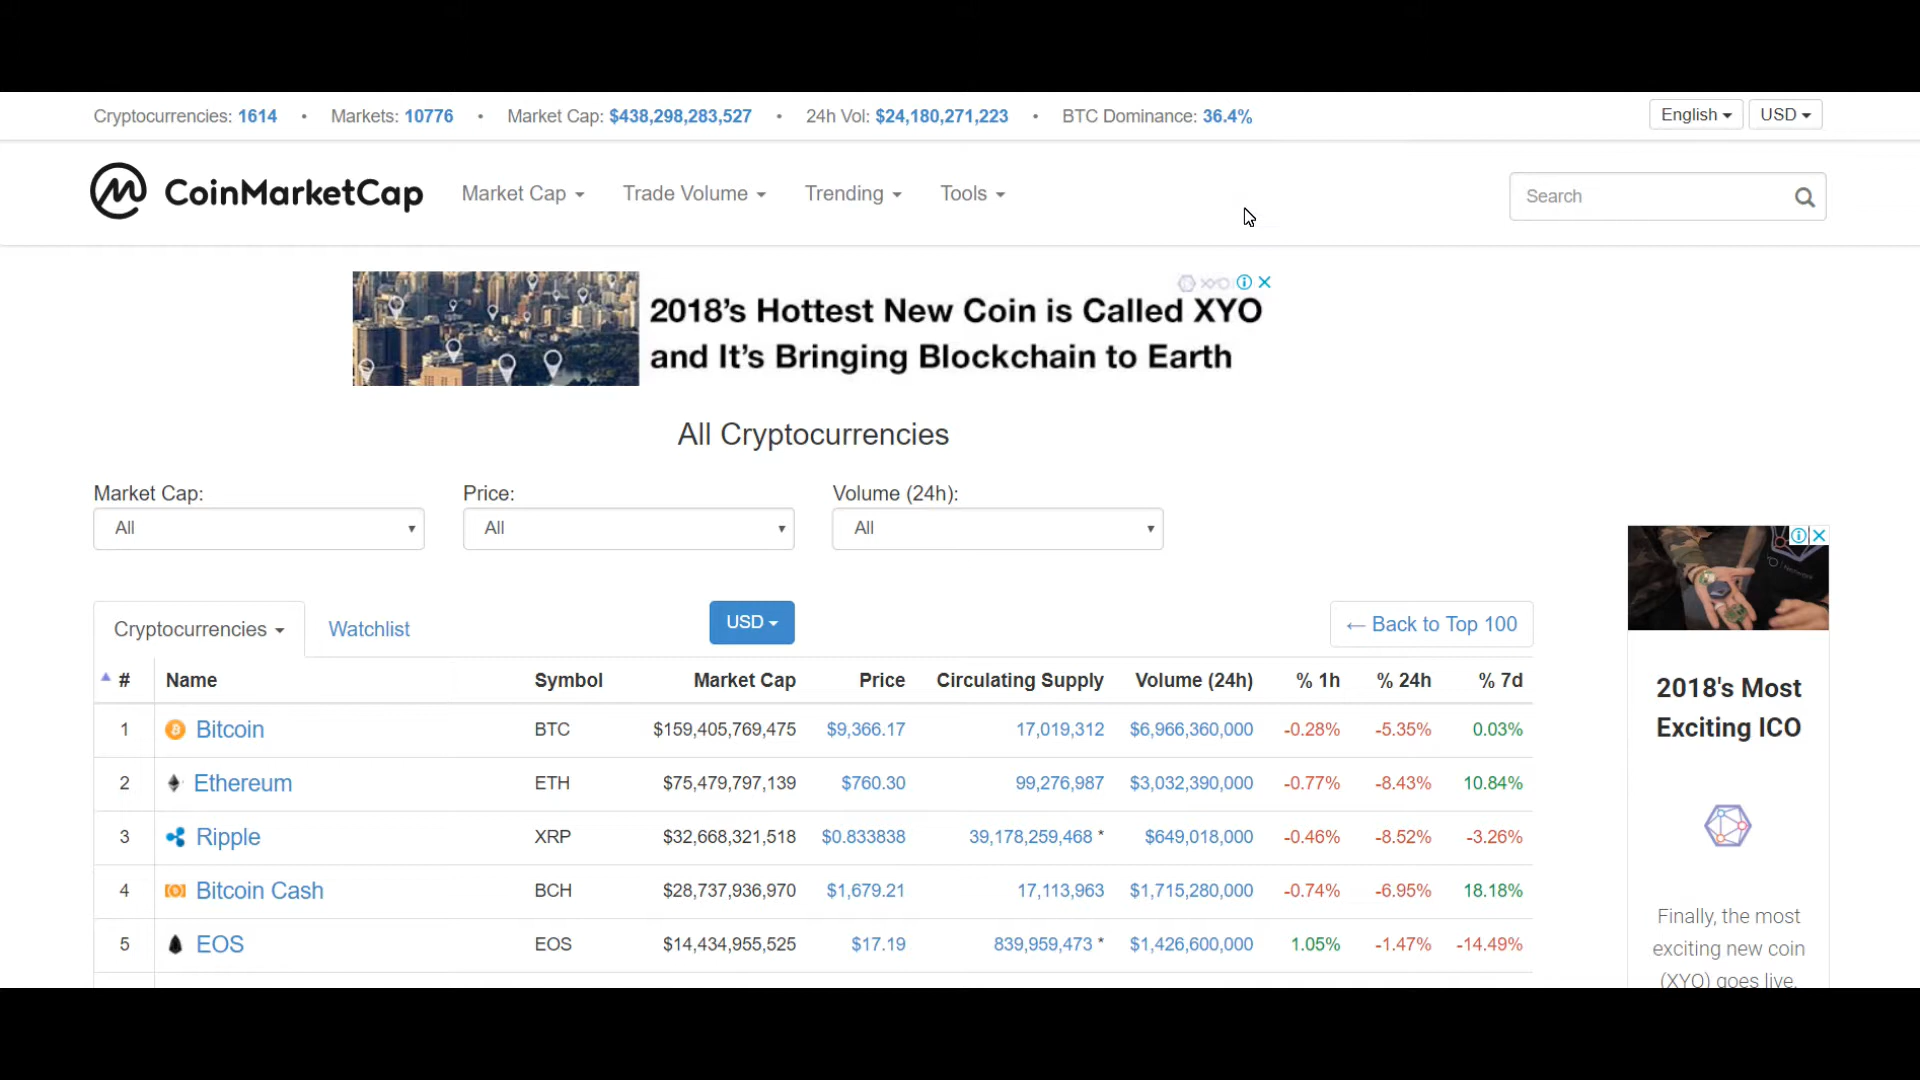 Cryptocurrencies: 1614 • Markets: 10776 • Market Cap: $438,298,283,527 • 24h Vol: $24,180,271,223 • BTC Dominance: 36.4% English USD
CoinMarketCap Market Cap Trade Volume Trending Tools Search
XYO
2018's Hottest New Coin is Called XYO
and It's Bringing Blockchain to Earth
All Cryptocurrencies
Market Cap: Price: Volume (24h):
All All All
Cryptocurrencies Watchlist USD ← Back to Top 100
# Name Symbol Market Cap Price Circulating Supply Volume (24h) % 1h % 24h % 7d
1 Bitcoin BTC $159,405,769,475 $9,366.17 17,019,312 $6,966,360,000 -0.28% -5.35% 0.03%
2 Ethereum ETH $75,479,797,139 $760.30 99,276,987 $3,032,390,000 -0.77% -8.43% 10.84%
3 Ripple XRP $32,668,321,518 $0.833838 39,178,259,468 * $649,018,000 -0.46% -8.52% -3.26%
4 Bitcoin Cash BCH $28,737,936,970 $1,679.21 17,113,963 $1,715,280,000 -0.74% -6.95% 18.18%
5 EOS EOS $14,434,955,525 $17.19 839,959,473 * $1,426,600,000 1.05% -1.47% -14.49%
2018's Most
Exciting ICO
Finally, the most
exciting new coin
(XYO) goes live.